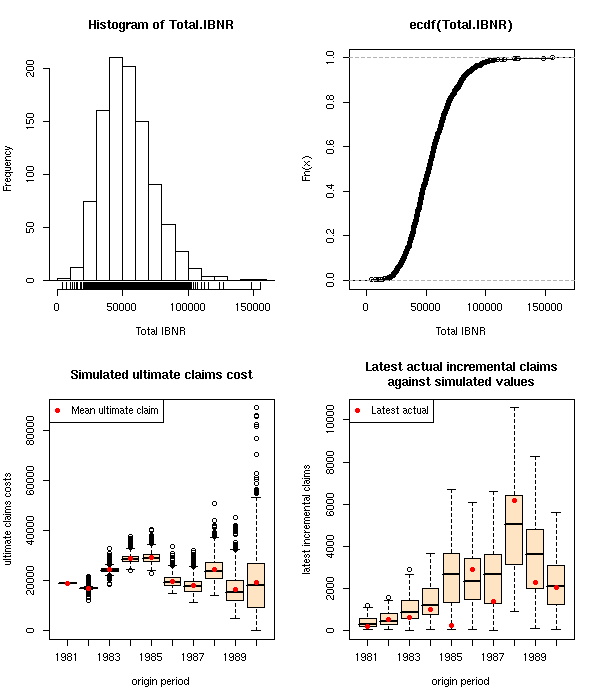 Histogram of Total.IBNR
Frequency
0 50 100 150 200
0 50000 100000 150000
Total IBNR
ecdf(Total.IBNR)
Fn(x)
0.0 0.2 0.4 0.6 0.8 1.0
0 50000 100000 150000
Total IBNR
Simulated ultimate claims cost
Mean ultimate claim
ultimate claims costs
0 20000 40000 60000 80000
1981 1983 1985 1987 1989
origin period
Latest actual incremental claims
against simulated values
Latest actual
latest incremental claims
0 2000 4000 6000 8000 10000
1981 1983 1985 1987 1989
origin period